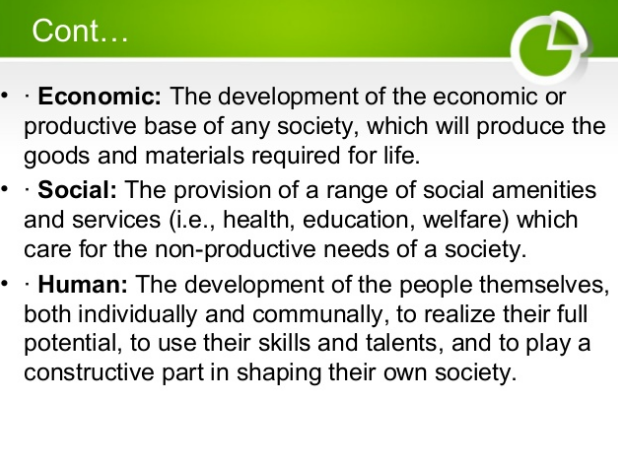 Cont…
• · Economic: The development of the economic or
productive base of any society, which will produce the
goods and materials required for life.
• · Social: The provision of a range of social amenities
and services (i.e., health, education, welfare) which
care for the non-productive needs of a society.
• · Human: The development of the people themselves,
both individually and communally, to realize their full
potential, to use their skills and talents, and to play a
constructive part in shaping their own society.